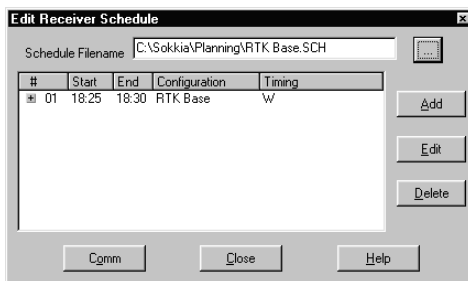 Edit Receiver Schedule
Schedule Filename C:\Sokkia\Planning\RTK Base.SCH ...
# Start End Configuration Timing
01 18:25 18:30 RTK Base W
Add
Edit
Delete
Comm Close Help